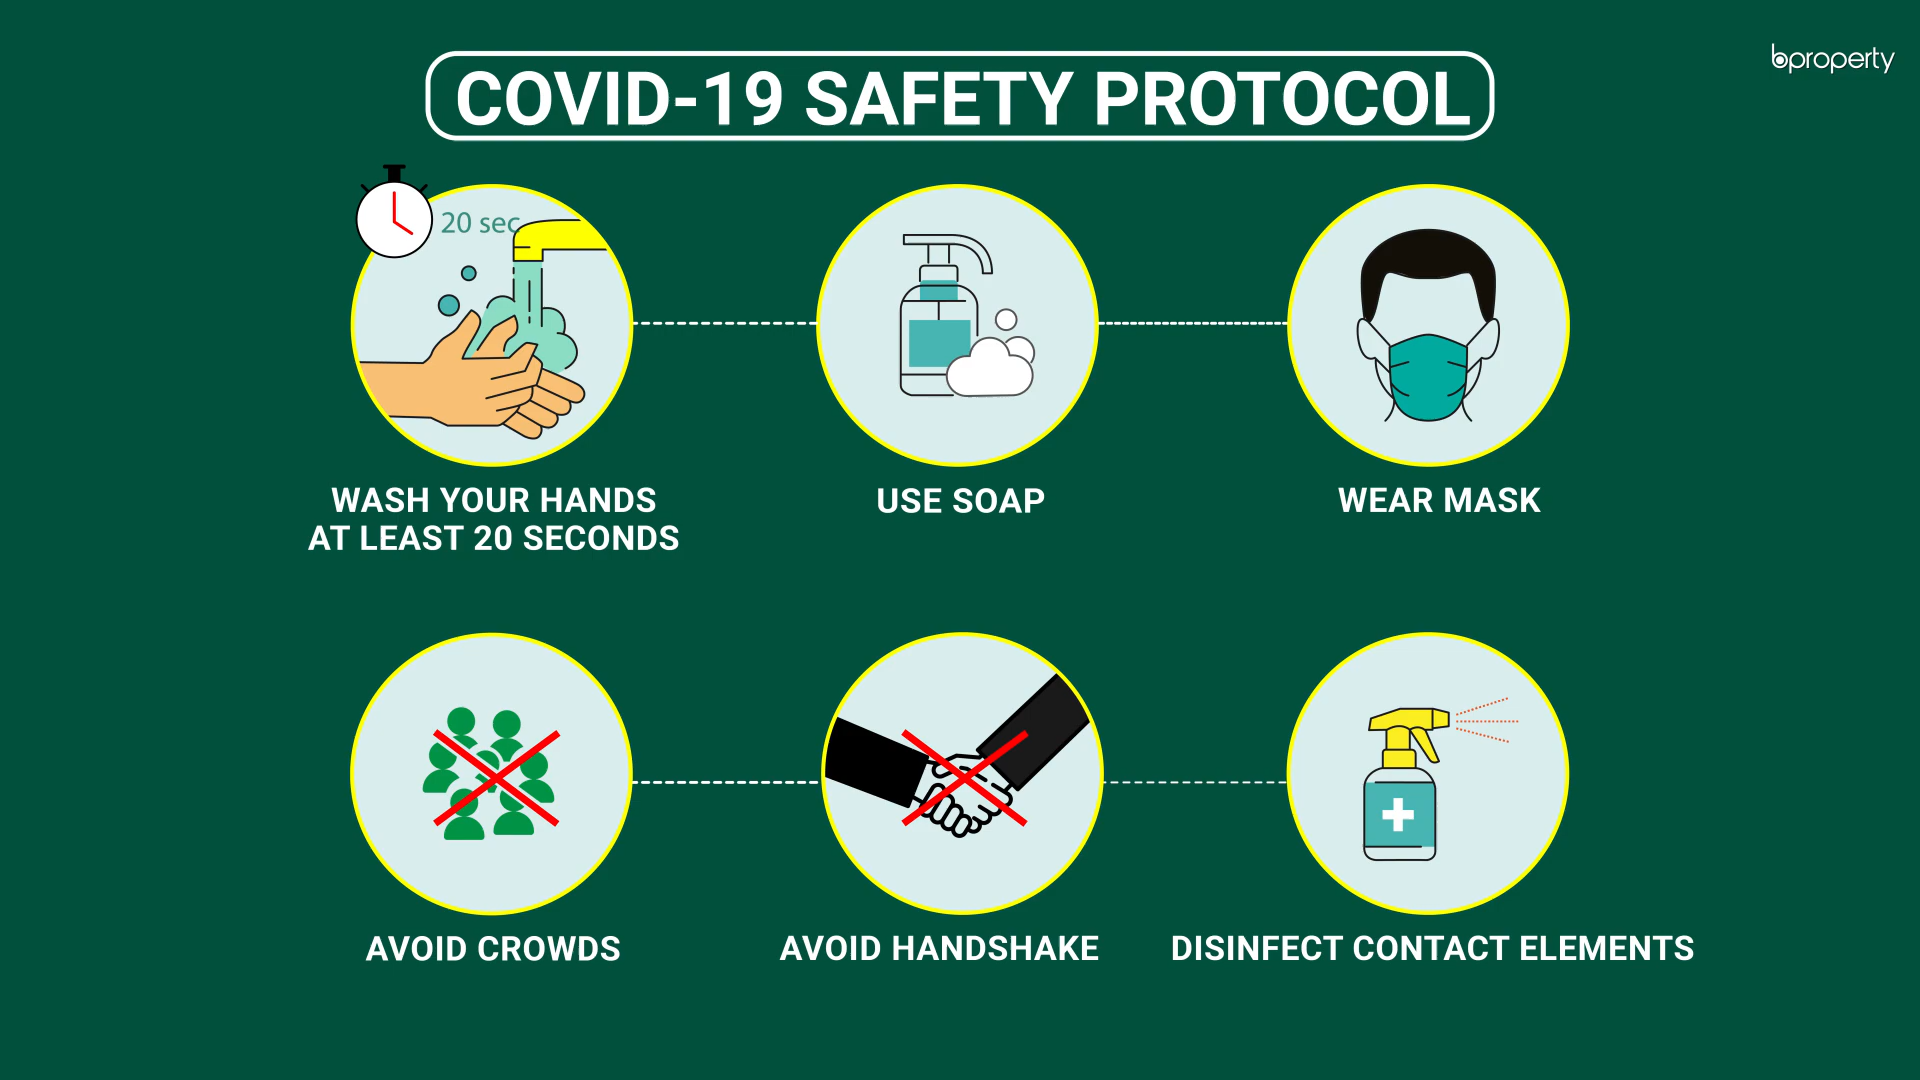 COVID-19 SAFETY PROTOCOL
bproperty
20 sec
WASH YOUR HANDS
AT LEAST 20 SECONDS
USE SOAP
WEAR MASK
AVOID CROWDS
AVOID HANDSHAKE
DISINFECT CONTACT ELEMENTS